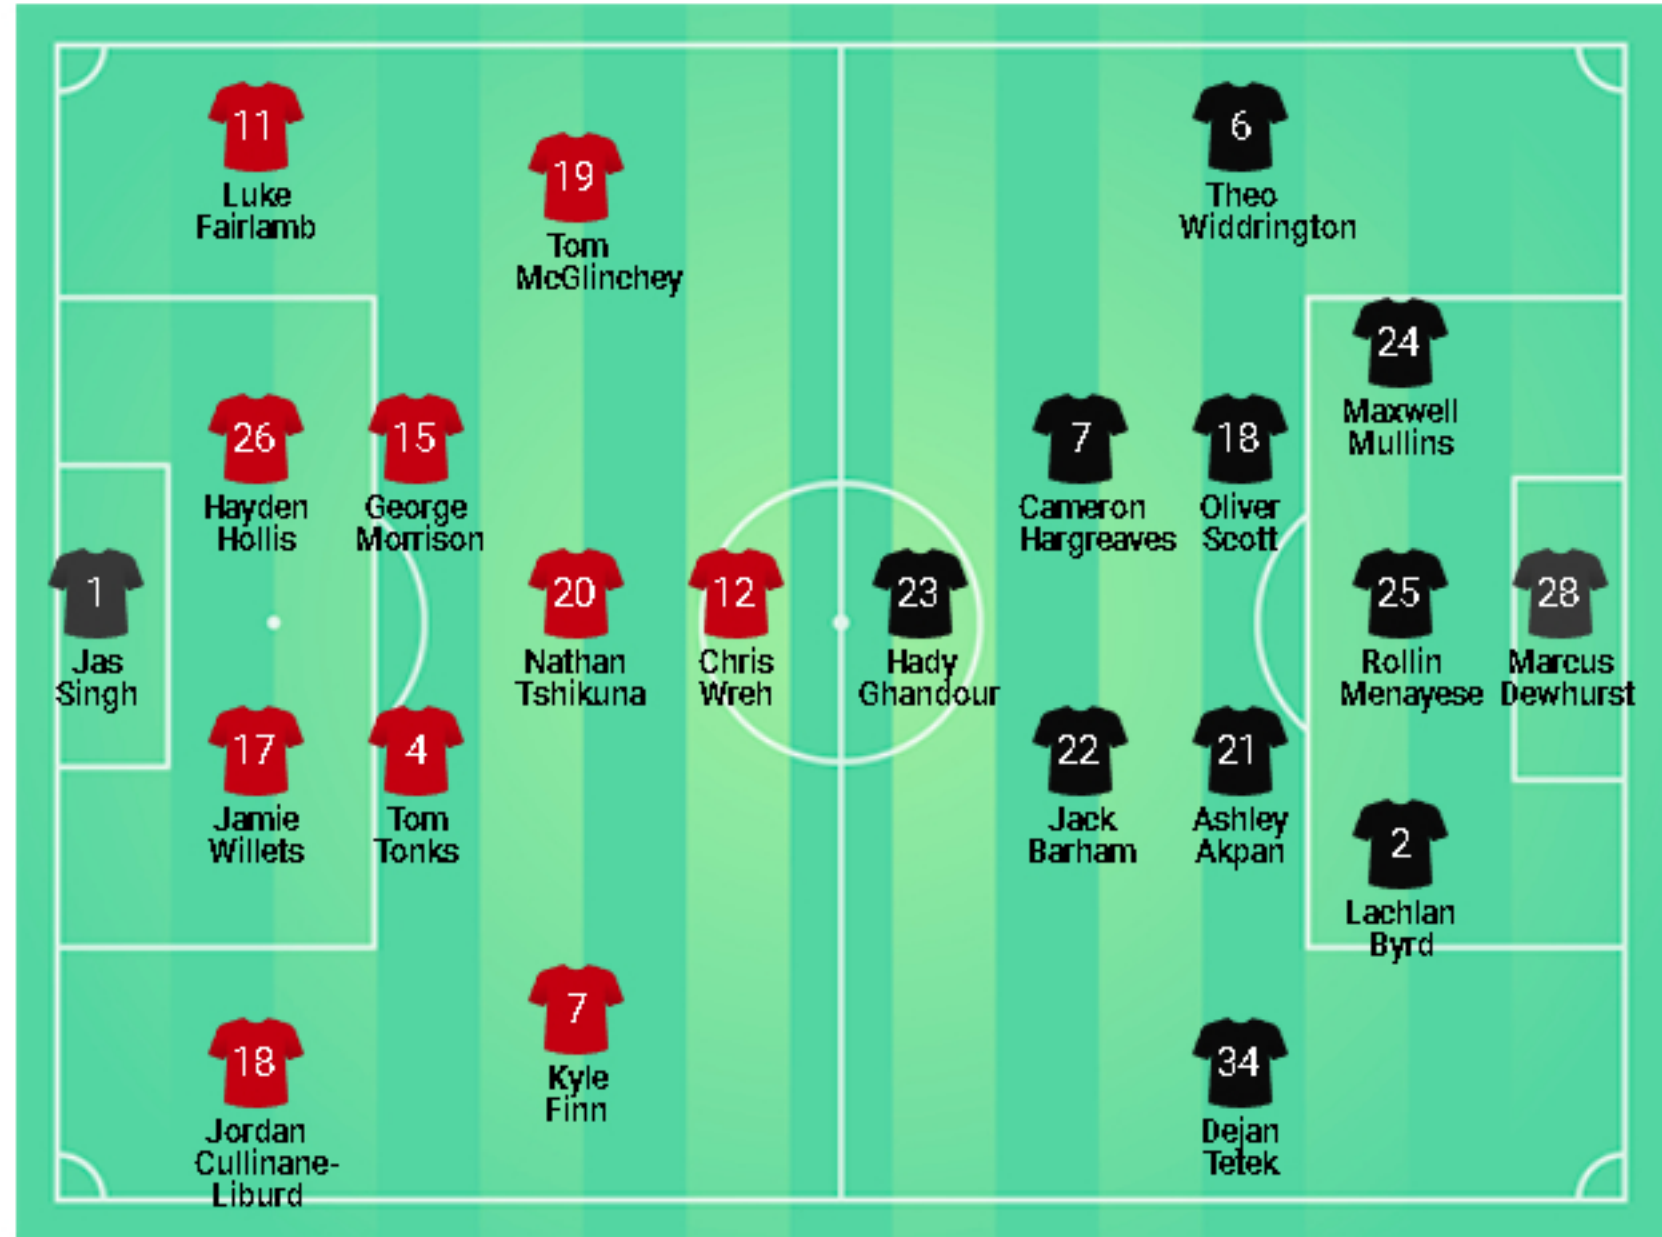 11
Luke
Fairlamb
19
Tom
McGlinchey
26
Hayden
Hollis
15
George
Morrison
1
Jas
Singh
20
Nathan
Tshikuna
12
Chris
Wreh
17
Jamie
Willets
4
Tom
Tonks
7
Kyle
Finn
18
Jordan
Cullinane-
Liburd
6
Theo
Widdrington
24
Maxwell
Mullins
7
Cameron
Hargreaves
18
Oliver
Scott
23
Hady
Ghandour
25
Rollin
Menayese
28
Marcus
Dewhurst
22
Jack
Barham
21
Ashley
Akpan
2
Lachlan
Byrd
34
Dejan
Tetek